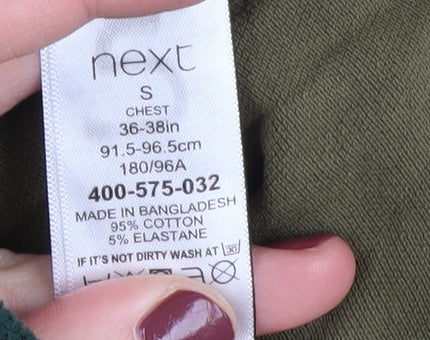 next
S
CHEST
36-38in
91.5-96.5cm
180/96A
400-575-032
MADE IN BANGLADESH
95% COTTON
5% ELASTANE
IF IT'S NOT DIRTY WASH AT 30